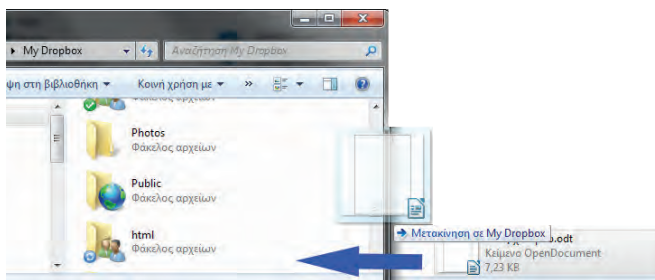 My Dropbox
Αναζήτηση My Dropbox
ψη στη βιβλιοθήκη
Κοινή χρήση με
»
Φάκελος αρχείων
Photos
Φάκελος αρχείων
Public
Φάκελος αρχείων
html
Φάκελος αρχείων
Μετακίνηση σε My Dropbox
.odt
Κείμενο OpenDocument
7,23 KB